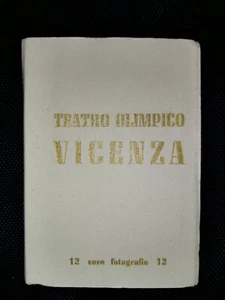 TEATRO OLIMPICO
VICENZA
12 vere fotografie 12